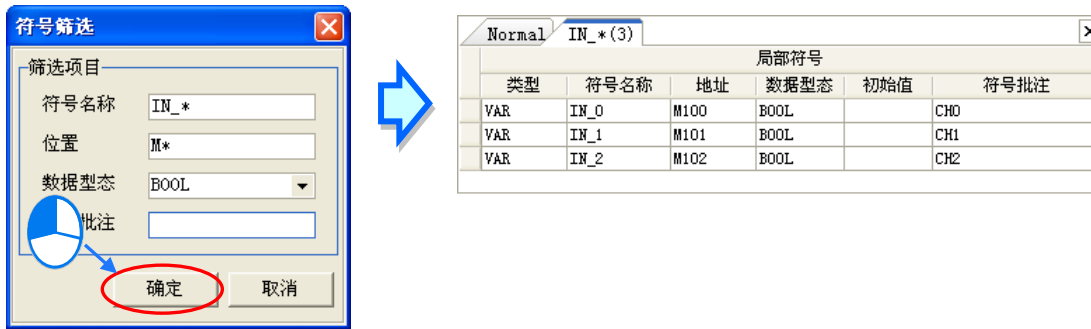 符号筛选
筛选项目
符号名称 IN_*
位置 M*
数据型态 BOOL
批注
确定 取消
Normal IN_*(3)
局部符号
类型 符号名称 地址 数据型态 初始值 符号批注
VAR IN_0 M100 BOOL CH0
VAR IN_1 M101 BOOL CH1
VAR IN_2 M102 BOOL CH2